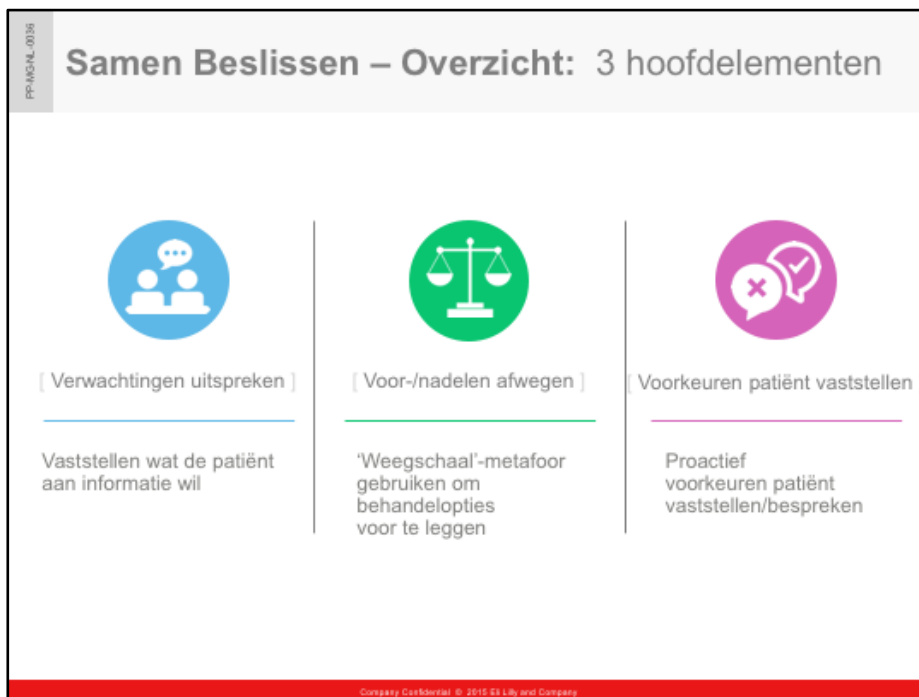 PP-MG-NL-0036
Samen Beslissen – Overzicht: 3 hoofdelementen
[ Verwachtingen uitspreken ]
Vaststellen wat de patiënt
aan informatie wil
[ Voor-/nadelen afwegen ]
‘Weegschaal’-metafoor
gebruiken om
behandelopties
voor te leggen
[ Voorkeuren patiënt vaststellen
Proactief
voorkeuren patiënt
vaststellen/bespreken
Company Confidential © 2015 Eli Lilly and Company